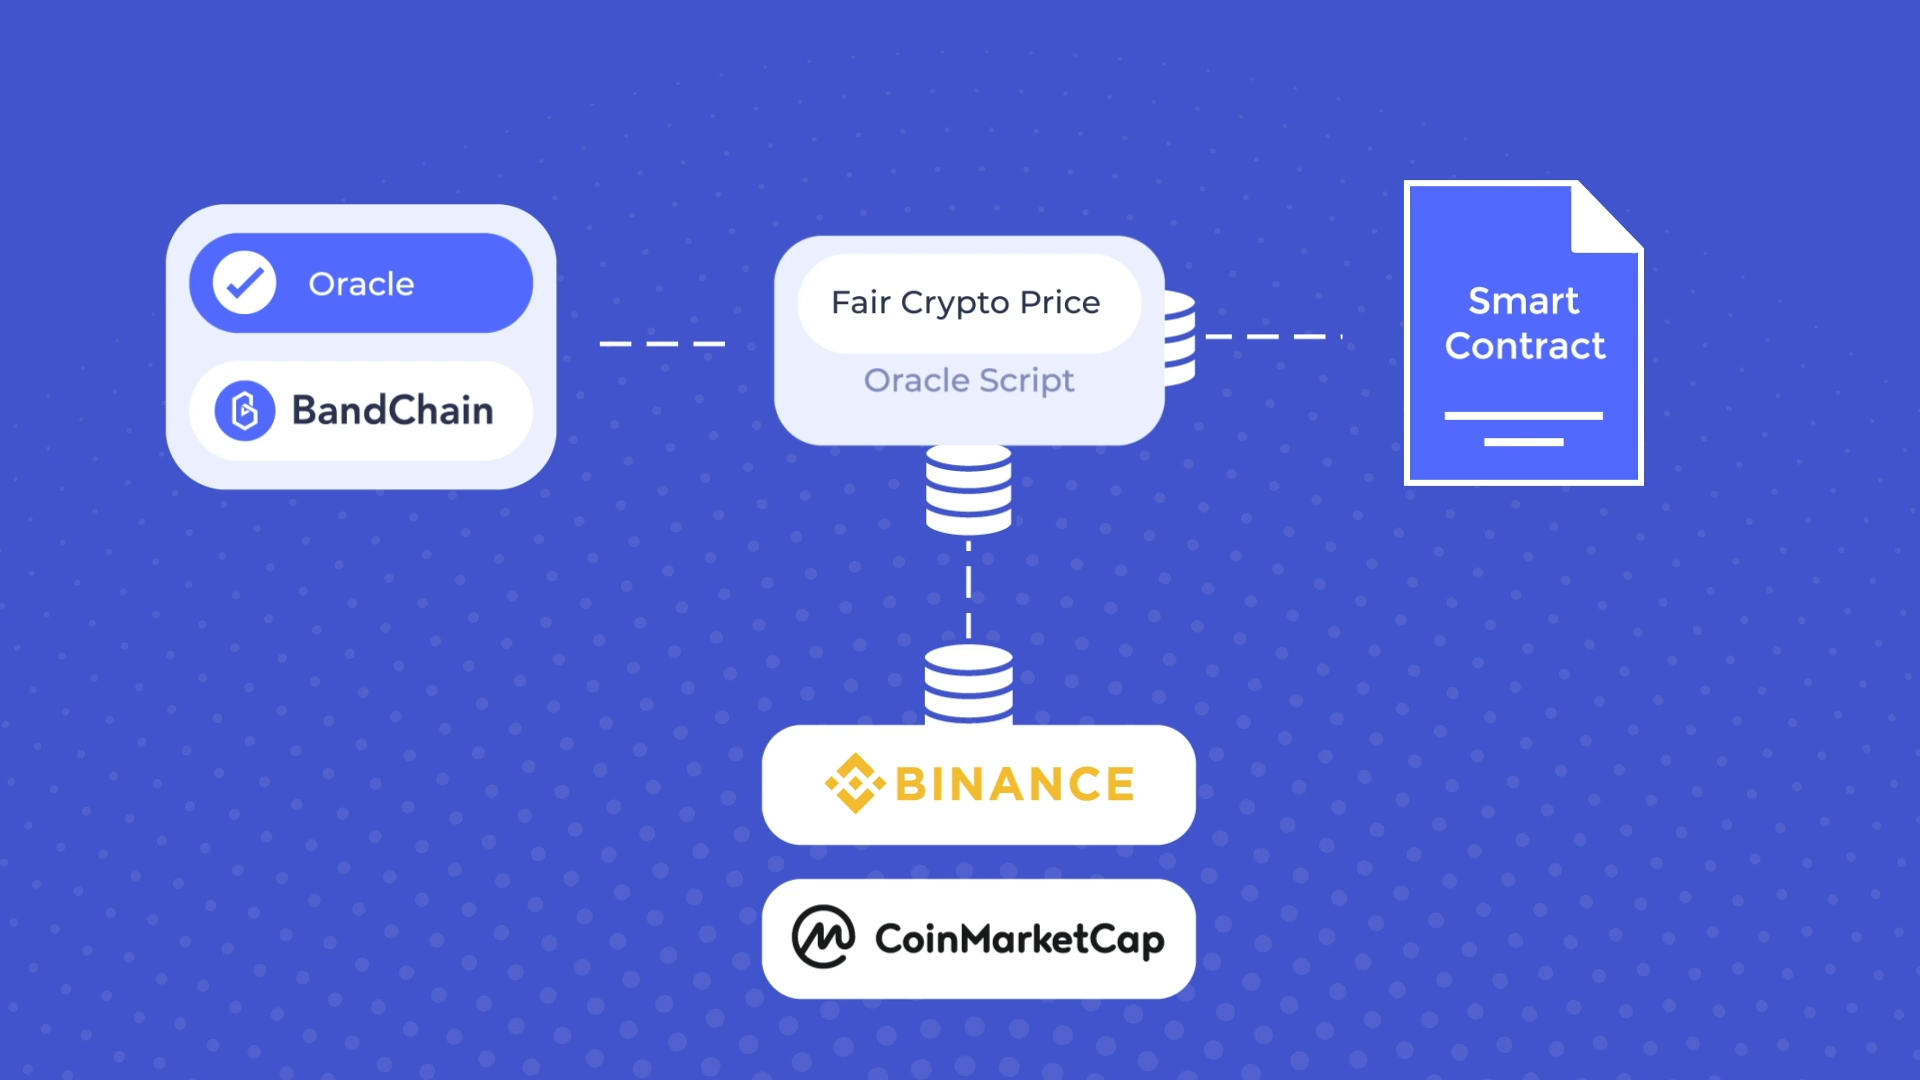 Oracle
BandChain
Fair Crypto Price
Oracle Script
Smart
Contract
BINANCE
CoinMarketCap